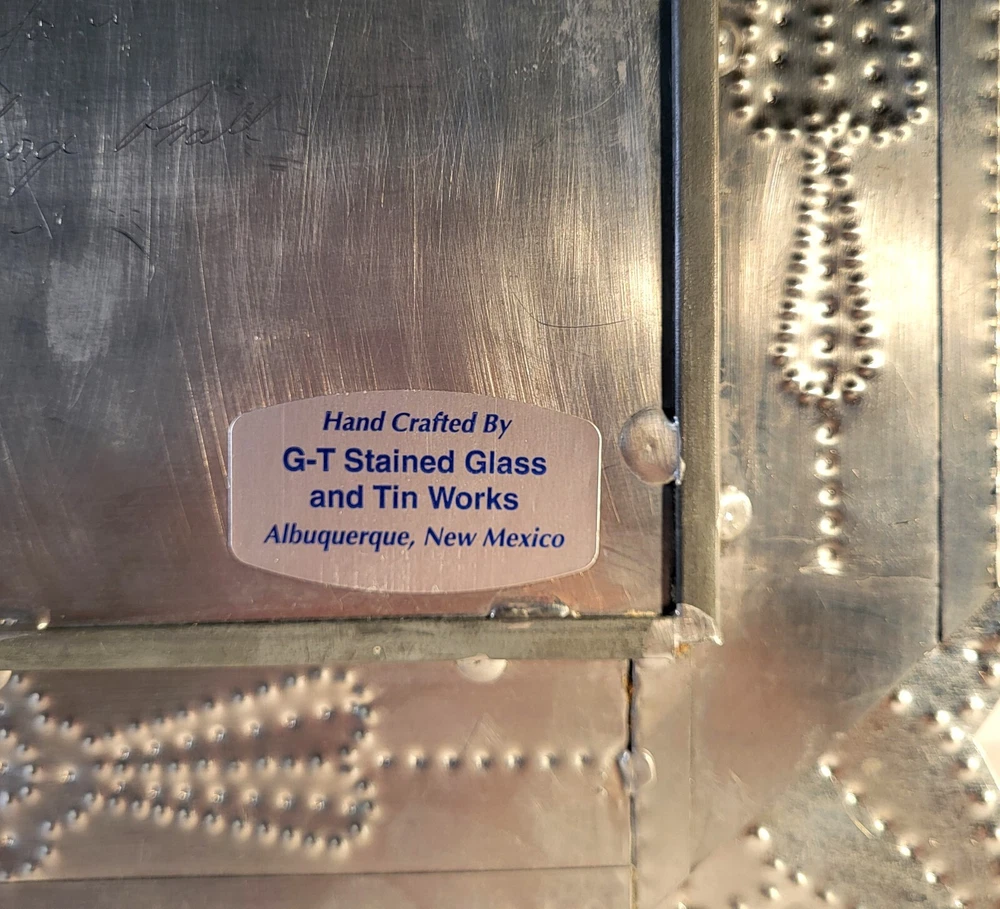 Hand Crafted By
G-T Stained Glass
and Tin Works
Albuquerque, New Mexico